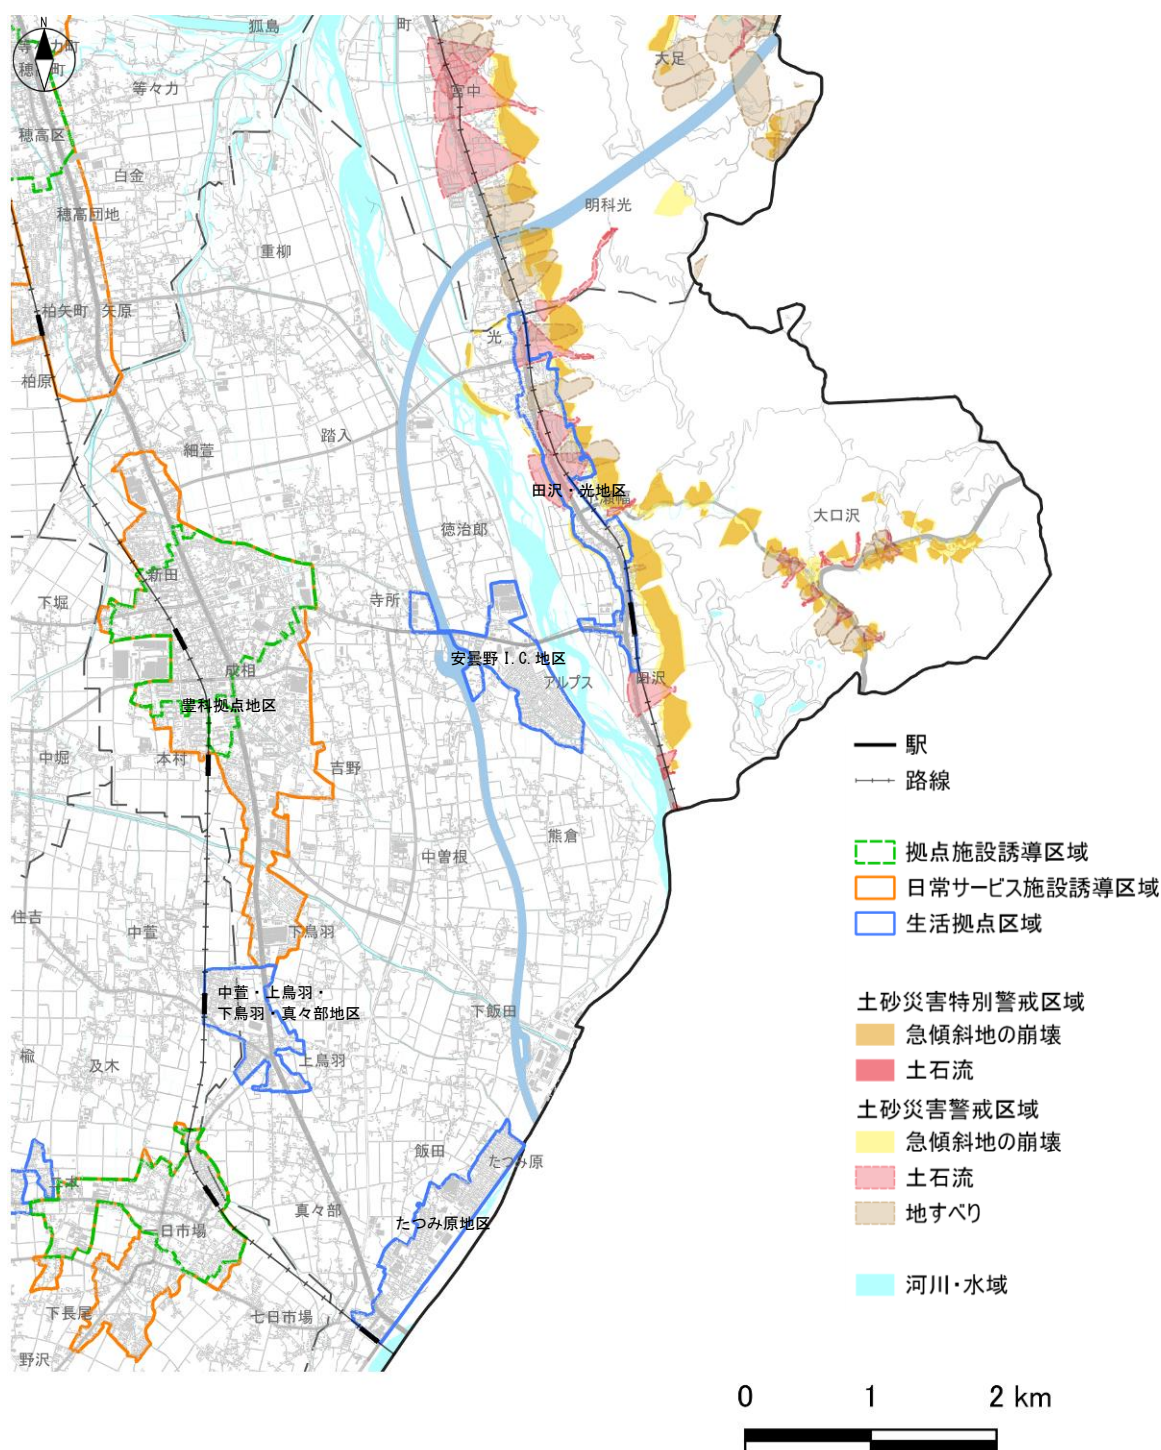 N
狐島
町
等々力町
穂高町
等々力
宮中
大足
穂高区
白金
穂高団地
明科光
重柳
柏矢町
矢原
光
柏原
踏入
細萱
田沢・光地区
徳治郎
大口沢
新田
下堀
寺所
安曇野 I.C.地区
成相
アルプス
田沢
豊科拠点地区
中堀
本村
吉野
駅
路線
熊倉
中曽根
拠点施設誘導区域
日常サービス施設誘導区域
生活拠点区域
住吉
中萱
下鳥羽
中萱・上鳥羽・
下鳥羽・真々部地区
下飯田
土砂災害特別警戒区域
急傾斜地の崩壊
土石流
楡
及木
上鳥羽
土砂災害警戒区域
急傾斜地の崩壊
土石流
地すべり
飯田
たつみ原
真々部
たつみ原地区
日市場
河川・水域
下長尾
七日市場
野沢
0 1 2 km